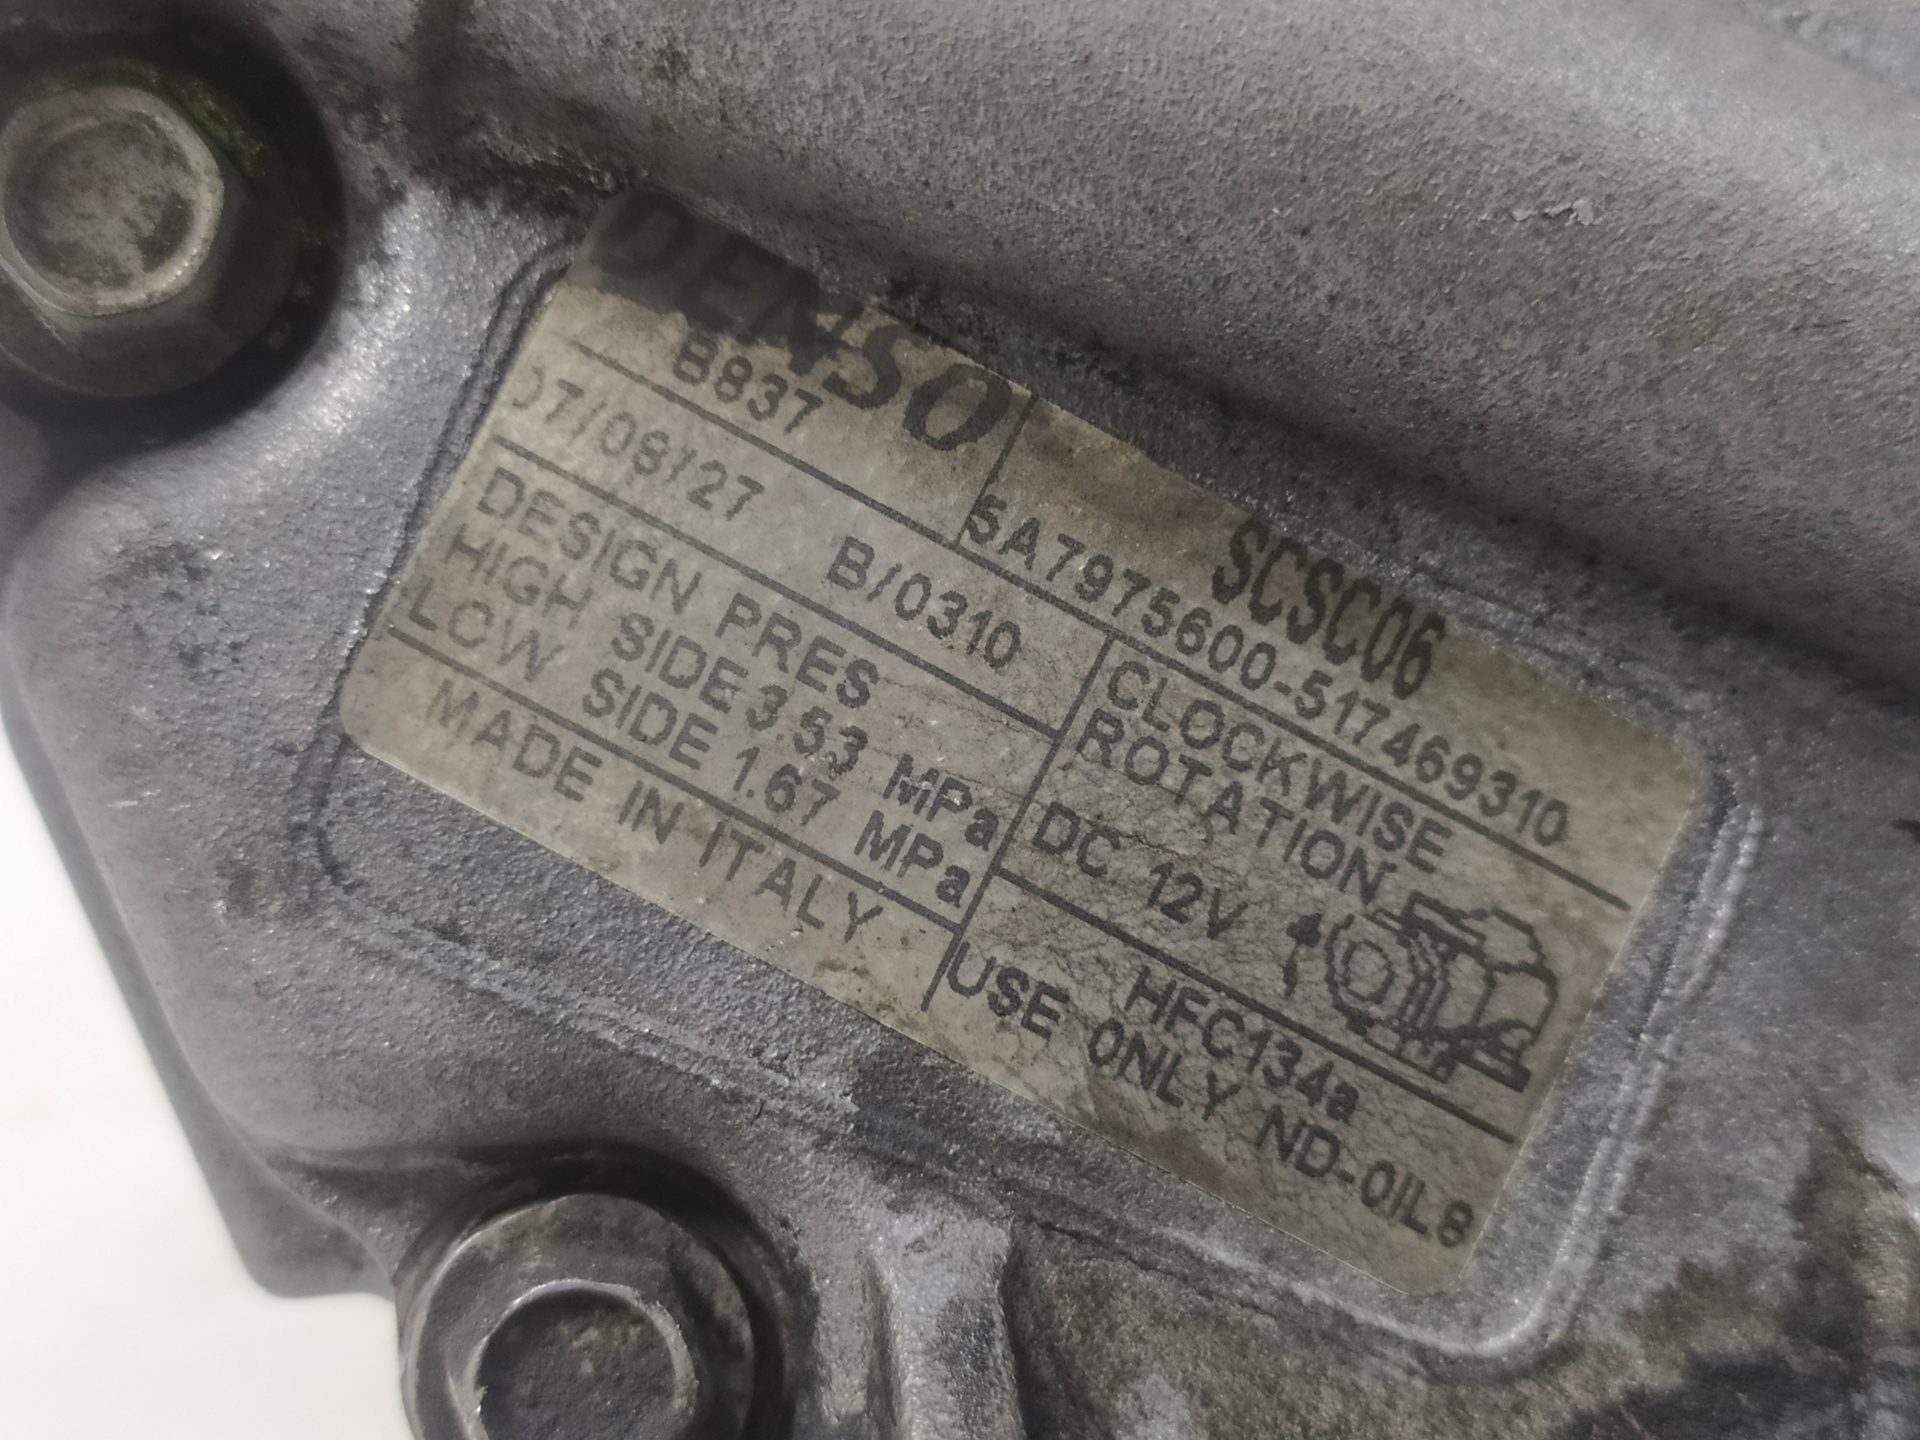 DENSO
SCSC06
B837
5A7975600-517469310
07/08/27 B/0310
CLOCKWISE
ROTATION
DC 12V
DESIGN PRES
HIGH SIDE 3.53 MPa
LOW SIDE 1.67 MPa
HFC134a
MADE IN ITALY
USE ONLY ND-OIL8